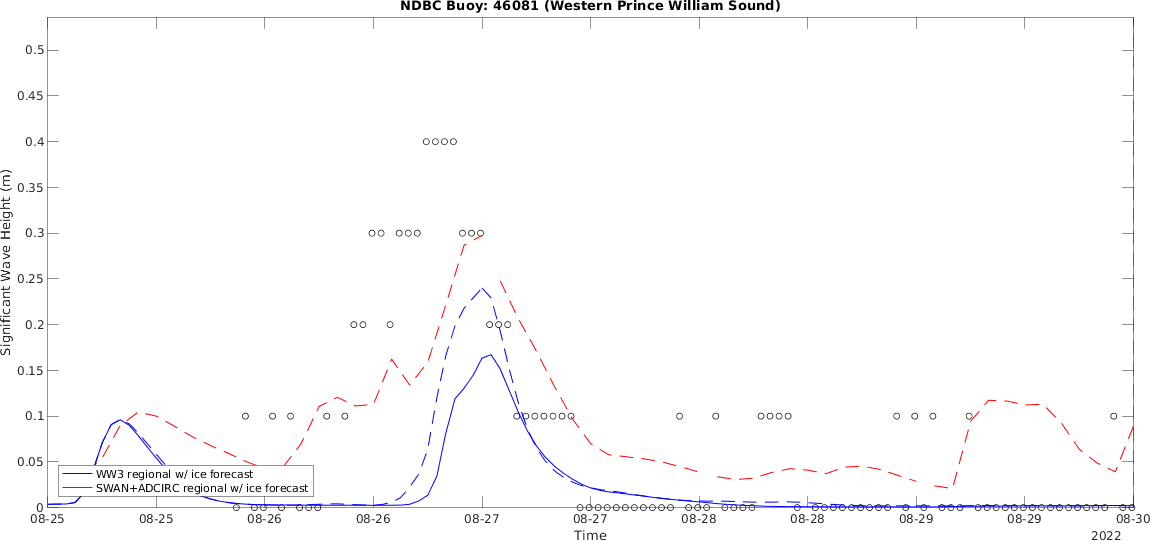 NDBC Buoy: 46081 (Western Prince William Sound)
0.5
0.45
0.4
0.35
0.3
0.25
0.2
0.15
0.1
0.05
0
Significant Wave Height (m)
WW3 regional w/ ice forecast
SWAN+ADCIRC regional w/ ice forecast
08-25 08-25 08-26 08-26 08-27 08-27 08-28 08-28 08-29 08-29 08-30
Time
2022